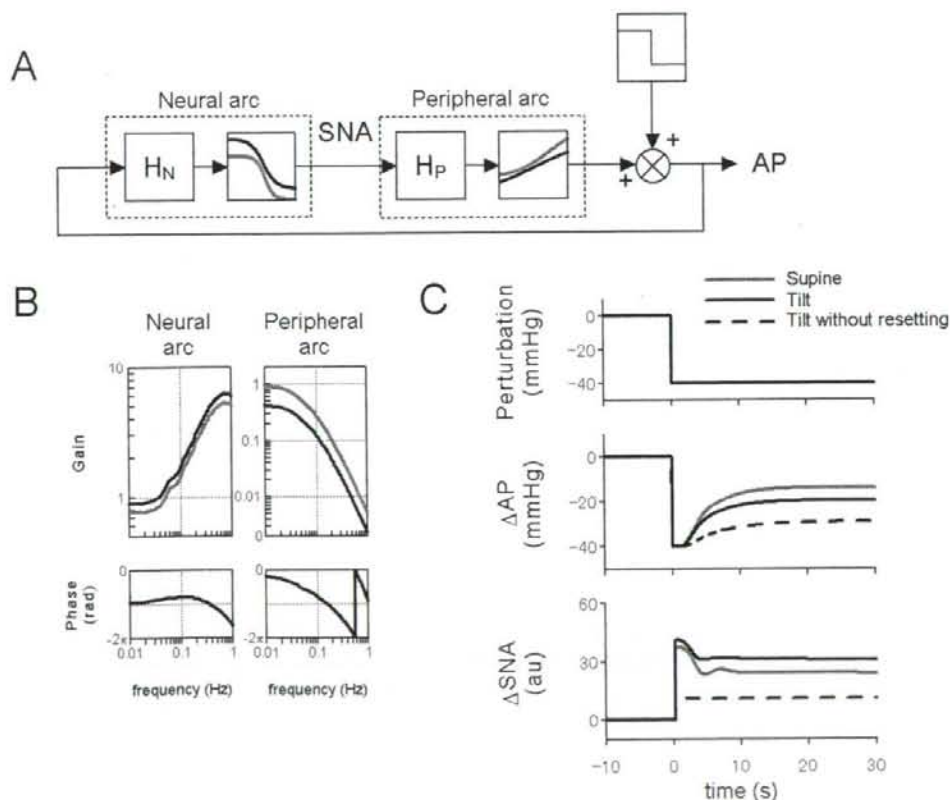 A
Neural arc
SNA
Peripheral arc
H_N
H_P
+
+
AP
B
Neural
arc
Peripheral
arc
Gain
10
1
1
0.1
0.01
0
Phase
(rad)
0
-2π
0
-2π
0.01
0.1
1
0.01
0.1
1
frequency (Hz)
frequency (Hz)
C
Supine
Tilt
Tilt without resetting
Perturbation
(mmHg)
0
-20
-40
ΔAP
(mmHg)
0
-20
-40
ΔSNA
(au)
60
30
0
-10
0
10
20
30
time (s)